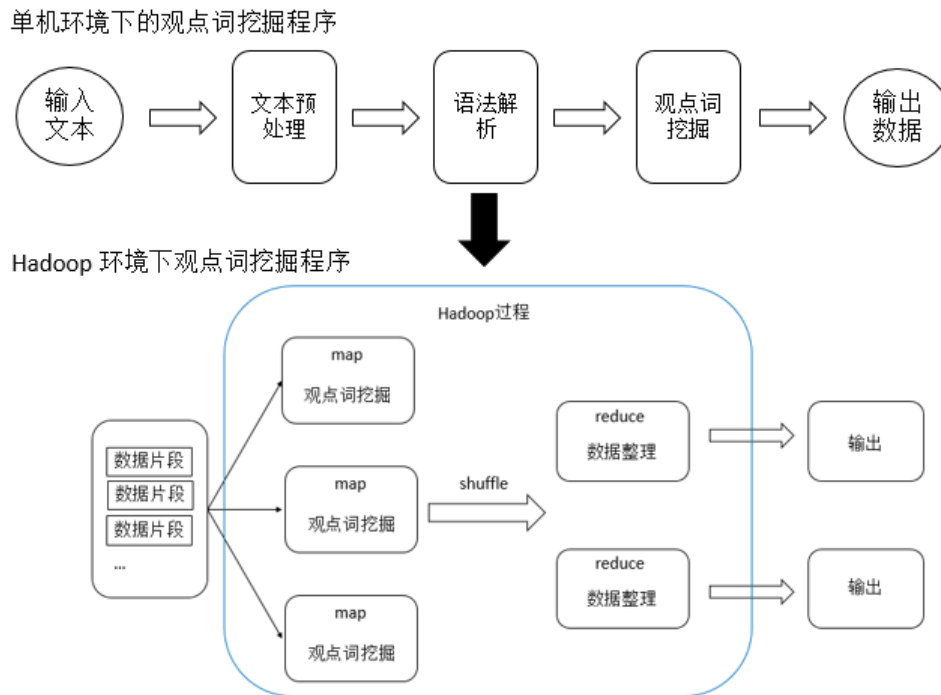 单机环境下的观点词挖掘程序
输入
文本
文本预
处理
语法解
析
观点词
挖掘
输出
数据
Hadoop 环境下观点词挖掘程序
Hadoop过程
数据片段
数据片段
数据片段
...
map
观点词挖掘
map
观点词挖掘
map
观点词挖掘
shuffle
reduce
数据整理
reduce
数据整理
输出
输出